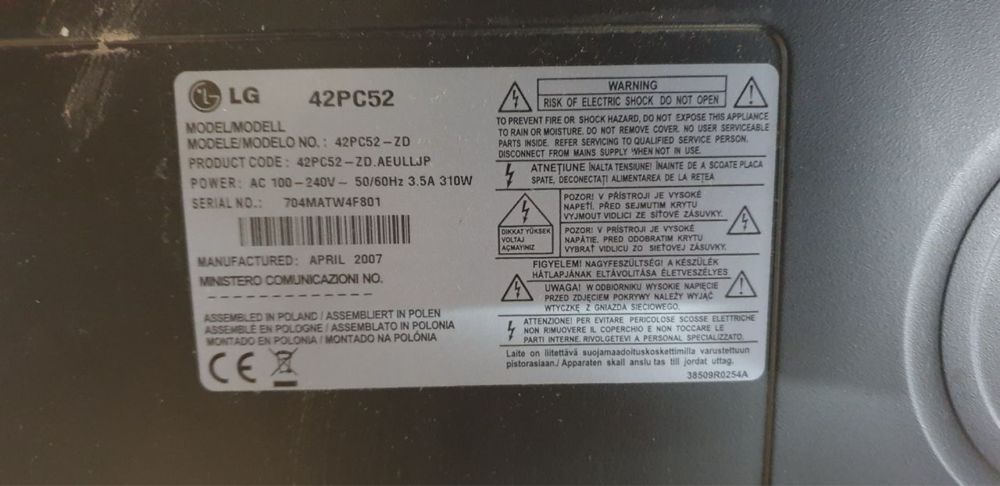 LG 42PC52
MODEL/MODELL
MODELE/MODELO NO. : 42PC52-ZD
PRODUCT CODE : 42PC52-ZD.AEULLJP
POWER: AC 100-240V~ 50/60Hz 3.5A 310W
SERIAL NO.: 704MATW4F801
MANUFACTURED: APRIL 2007
MINISTERO COMUNICAZIONI NO.
ASSEMBLED IN POLAND / ASSEMBLIERT IN POLEN
ASSEMBLÉ EN POLOGNE / ASSEMBLATO IN POLONIA
MONTADO EN POLONIA / MONTADO NA POLÓNIA
CE
WARNING
RISK OF ELECTRIC SHOCK DO NOT OPEN
TO PREVENT FIRE OR SHOCK HAZARD, DO NOT EXPOSE THIS APPLIANCE
TO RAIN OR MOISTURE. DO NOT REMOVE COVER. NO USER SERVICEABLE
PARTS INSIDE. REFER SERVICING TO QUALIFIED SERVICE PERSON.
DISCONNECT FROM MAINS SUPPLY WHEN NOT IN USE.
ATNEŢIUNE ÎNALTA TENSIUNE! ÎNAINTE DE A SCOATE PLACA
SPATE, DECONECTAŢI ALIMENTAREA DE LA REŢEA
DIKKAT YÜKSEK
VOLTAJ
AÇMAYINIZ
POZOR! V PŘÍSTROJI JE VYSOKÉ
NAPETÍ. PŘED SEJMUTIM KRYTU
VYJMOUT VIDLICI ZE SÍŤOVÉ ZÁSUVKY.
POZOR! V PRÍSTROJI JE VYSOKÉ
NAPÄTIE. PRED ODOBRATIM KRYTU
VYBRAŤ VIDLICU ZO SIEŤOVEJ ZÁSUVKY.
FIGYELEM! NAGYFESZÜLTSÉG! A KÉSZÜLÉK
HÁTLAPJÁNAK ELTÁVOLÍTÁSA ÉLETVESZÉLYES
UWAGA! W ODBIORNIKU WYSOKIE NAPIĘCIE
PRZED ZDJĘCIEM POKRYWY NALEŻY WYJĄĆ
WTYCZKĘ Z GNIAZDA SIECIOWEGO.
ATTENZIONE! PER EVITARE PERICOLOSE SCOSSE ELETTRICHE
NON RIMUOVERE IL COPERCHIO E NON TOCCARE LE
PARTI INTERNE. RIVOLGETEVI A PERSONAL SPECIALIZZATO.
Laite on liitettävä suojamaadoituskoskettimilla varustettuun
pistorasiaan./ Apparaten skall anslutas till jordat uttag.
38509R0254A